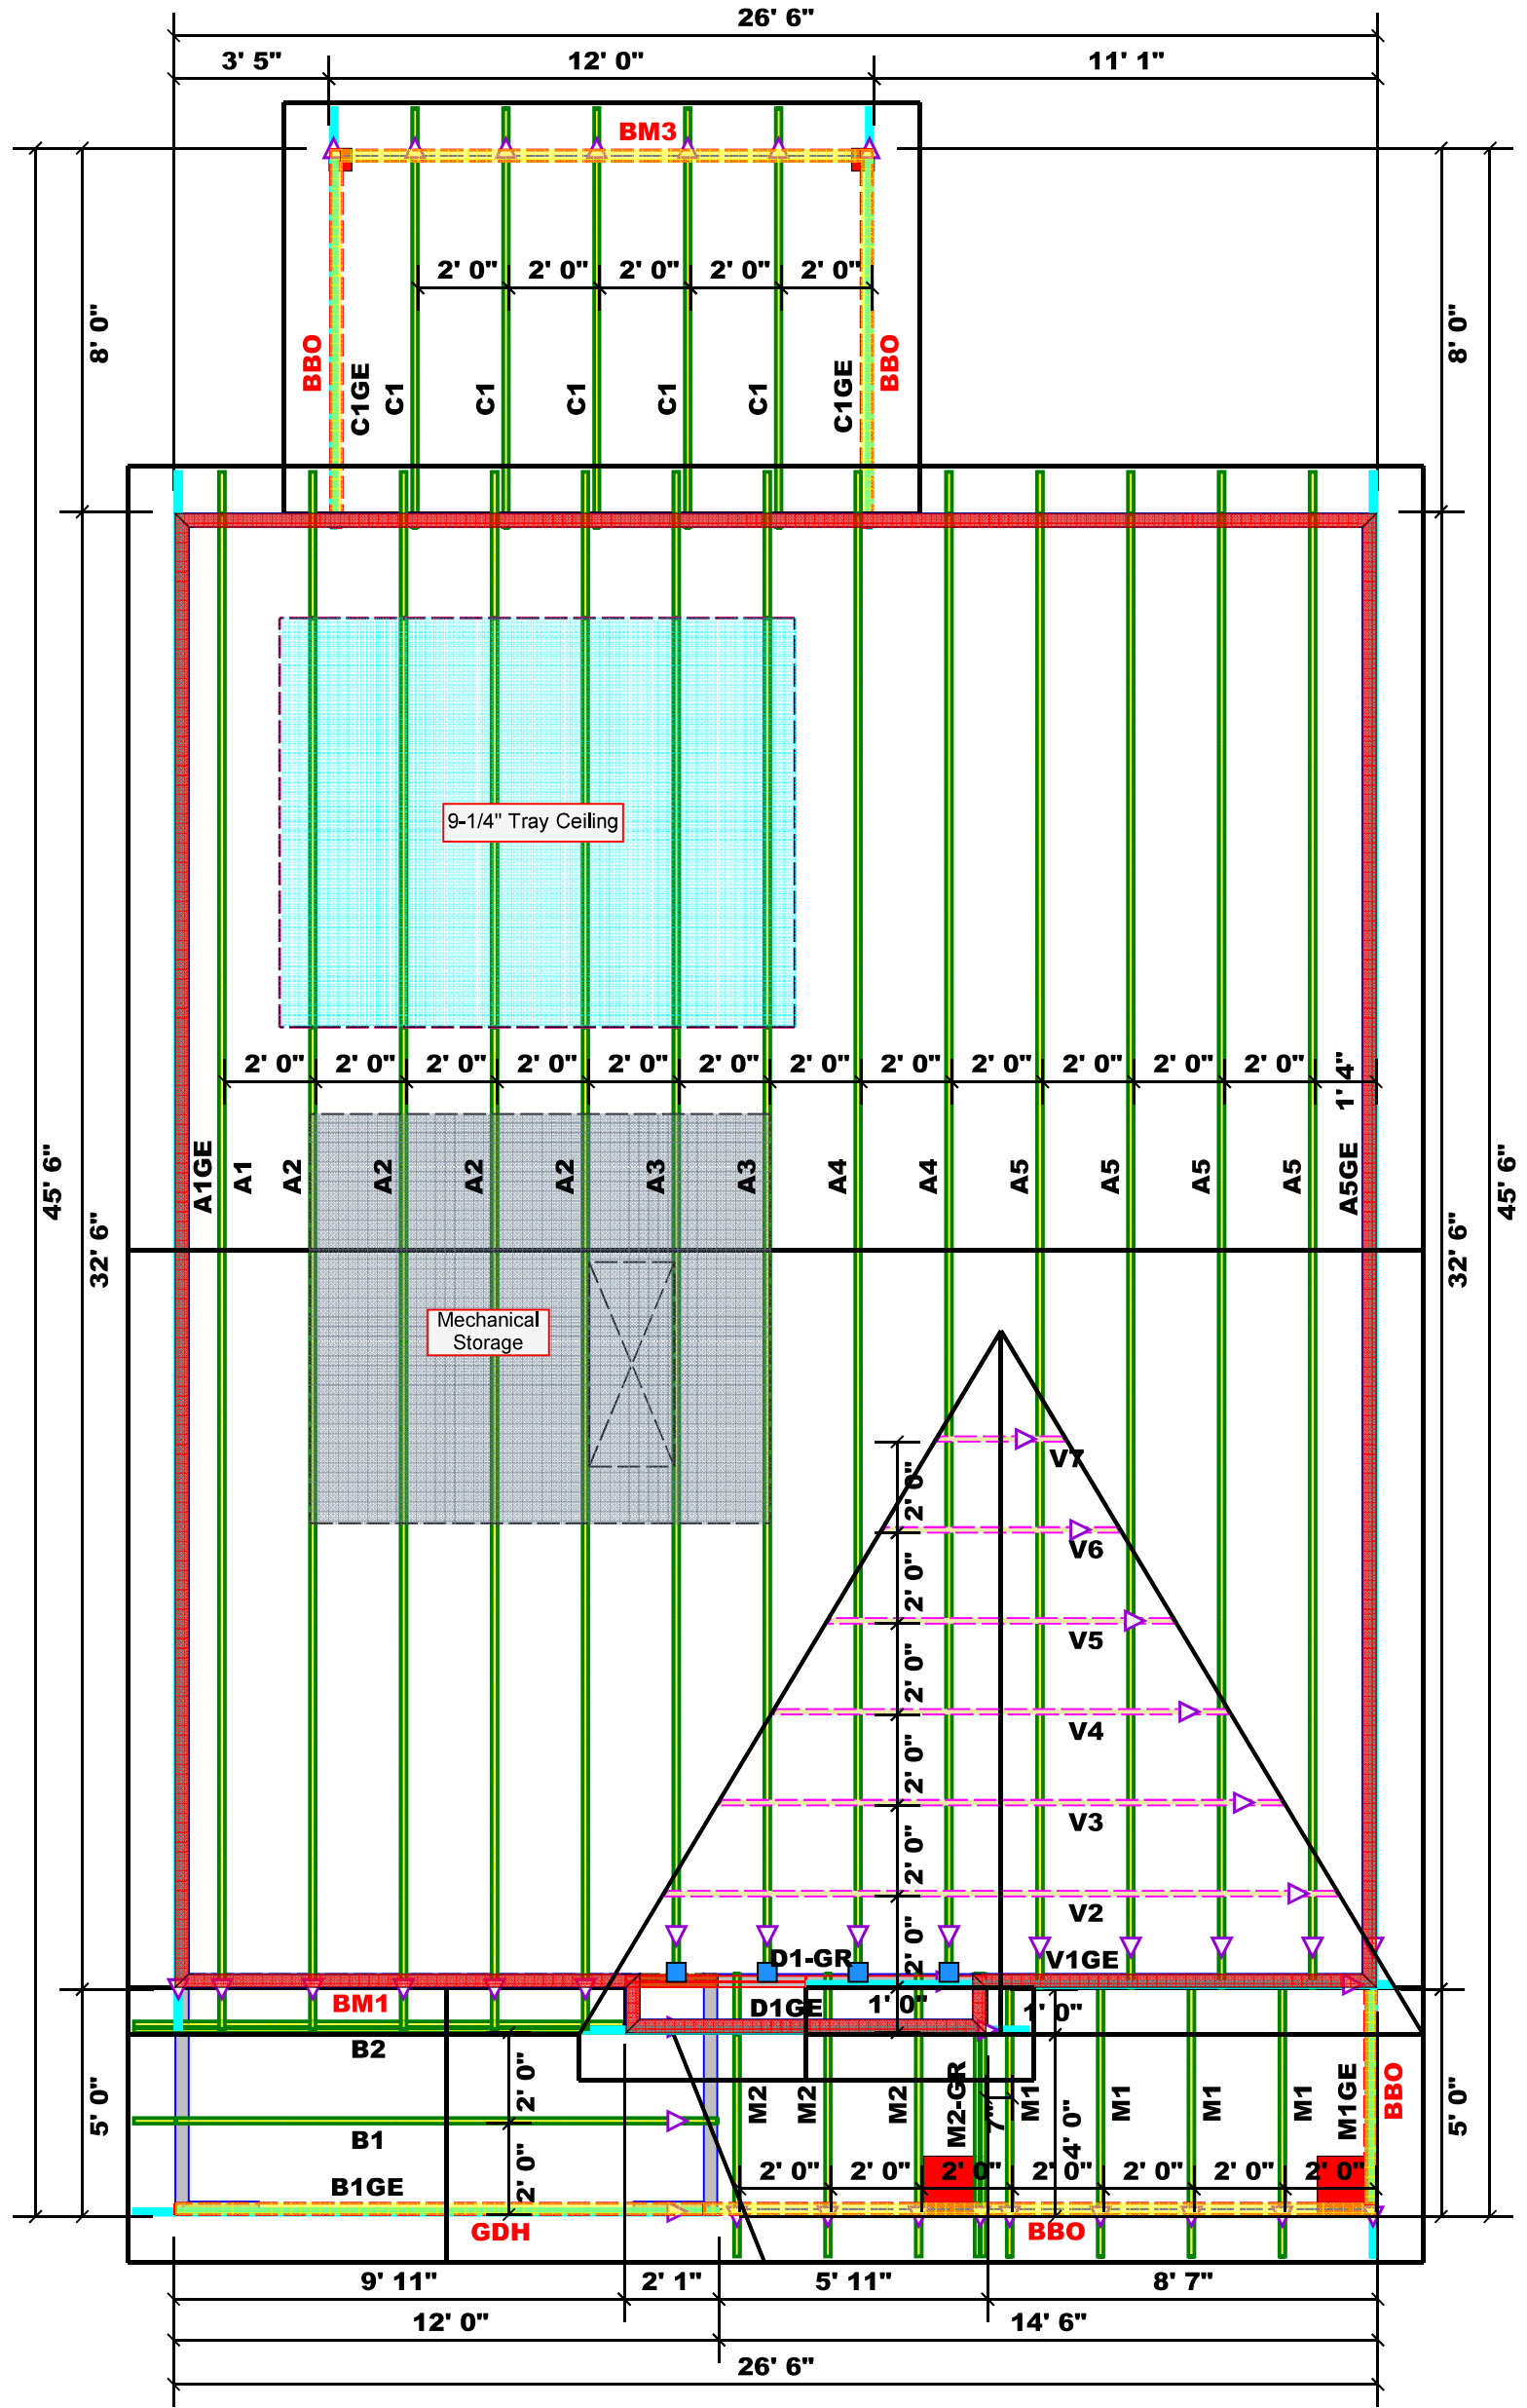 26' 6"
3' 5" 12' 0" 11' 1"
BM3
2' 0" 2' 0" 2' 0" 2' 0" 2' 0"
8' 0"
BBO
C1GE
C1
C1
C1
C1
C1
C1GE
BBO
8' 0"
9-1/4" Tray Ceiling
2' 0" 2' 0" 2' 0" 2' 0" 2' 0" 2' 0" 2' 0" 2' 0" 2' 0" 2' 0" 2' 0" 2' 0" 1' 4"
45' 6"
32' 6"
A1GE
A1
A2
A2
A2
A2
A3
A3
A4
A4
A5
A5
A5
A5
A5GE
32' 6"
45' 6"
Mechanical
Storage
V7
2' 0"
V6
2' 0"
V5
2' 0"
V4
2' 0"
V3
2' 0"
V2
2' 0"
D1-GR
V1GE
BM1
D1GE
1' 0"
1' 0"
B2
2' 0"
5' 0"
B1
2' 0"
B1GE
GDH
M2
M2
M2
M2-GR
7"
M1
4' 0"
M1
M1
M1
M1GE
BBO
5' 0"
2' 0" 2' 0" 2' 0" 2' 0" 2' 0" 2' 0" 2' 0"
BBO
9' 11" 2' 1" 5' 11" 8' 7"
12' 0" 14' 6"
26' 6"